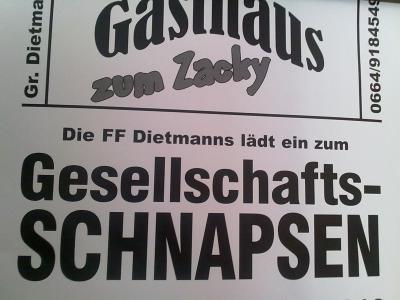 Gasthaus
zum Zacky
Gr. Dietma
0664/9184549
Die FF Dietmanns lädt ein zum
Gesellschafts-
SCHNAPSEN